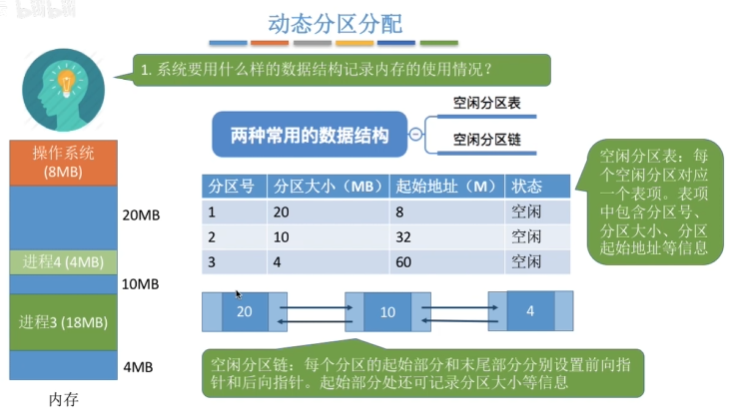 bilibili
动态分区分配
1. 系统要用什么样的数据结构记录内存的使用情况？
两种常用的数据结构
空闲分区表
空闲分区链
操作系统
(8MB)
20MB
进程4 (4MB)
10MB
进程3 (18MB)
4MB
内存
分区号 分区大小（MB） 起始地址（M） 状态
1 20 8 空闲
2 10 32 空闲
3 4 60 空闲
空闲分区表：每
个空闲分区对应
一个表项。表项
中包含分区号、
分区大小、分区
起始地址等信息
20 10 4
空闲分区链：每个分区的起始部分和末尾部分分别设置前向指
针和后向指针。起始部分处还可记录分区大小等信息